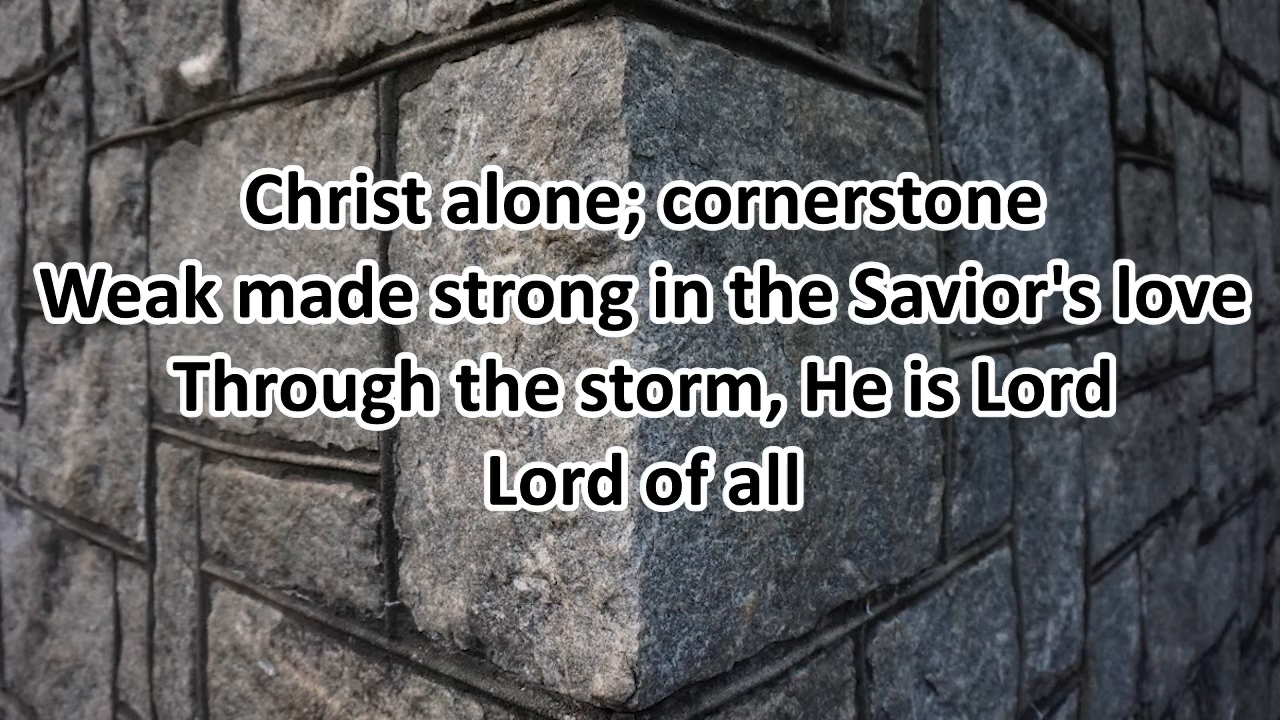 Christ alone; cornerstone
Weak made strong in the Savior's love
Through the storm, He is Lord
Lord of all